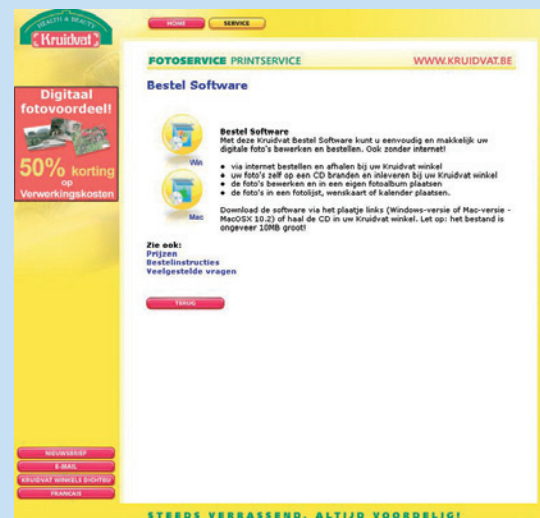 HEALTH & BEAUTY
Kruidvat
HOME
SERVICE
FOTOSERVICE PRINTSERVICE
WWW.KRUIDVAT.BE
Digitaal
fotovoordeel!
50% korting
op
Verwerkingskosten
Bestel Software
Win
Mac
Bestel Software
Met deze Kruidvat Bestel Software kunt u eenvoudig en makkelijk uw
digitale foto's bewerken en bestellen. Ook zonder internet!
• via internet bestellen en afhalen bij uw Kruidvat winkel
• uw foto's zelf op een CD branden en inleveren bij uw Kruidvat winkel
• de foto's bewerken en in een eigen fotoalbum plaatsen
• de foto's in een fotolijst, wenskaart of kalender plaatsen.
Download de software via het plaatje links (Windows-versie of Mac-versie -
MacOSX 10.2) of haal de CD in uw Kruidvat winkel. Let op: het bestand is
ongeveer 10MB groot!
Zie ook:
Prijzen
Bestelinstructies
Veelgestelde vragen
TERUG
NIEUWSBRIEF
E-MAIL
KRUIDVAT WINKELS DICHTBIJ
FRANCAIS
STEEDS VERRASSEND, ALTIJD VOORDELIG!